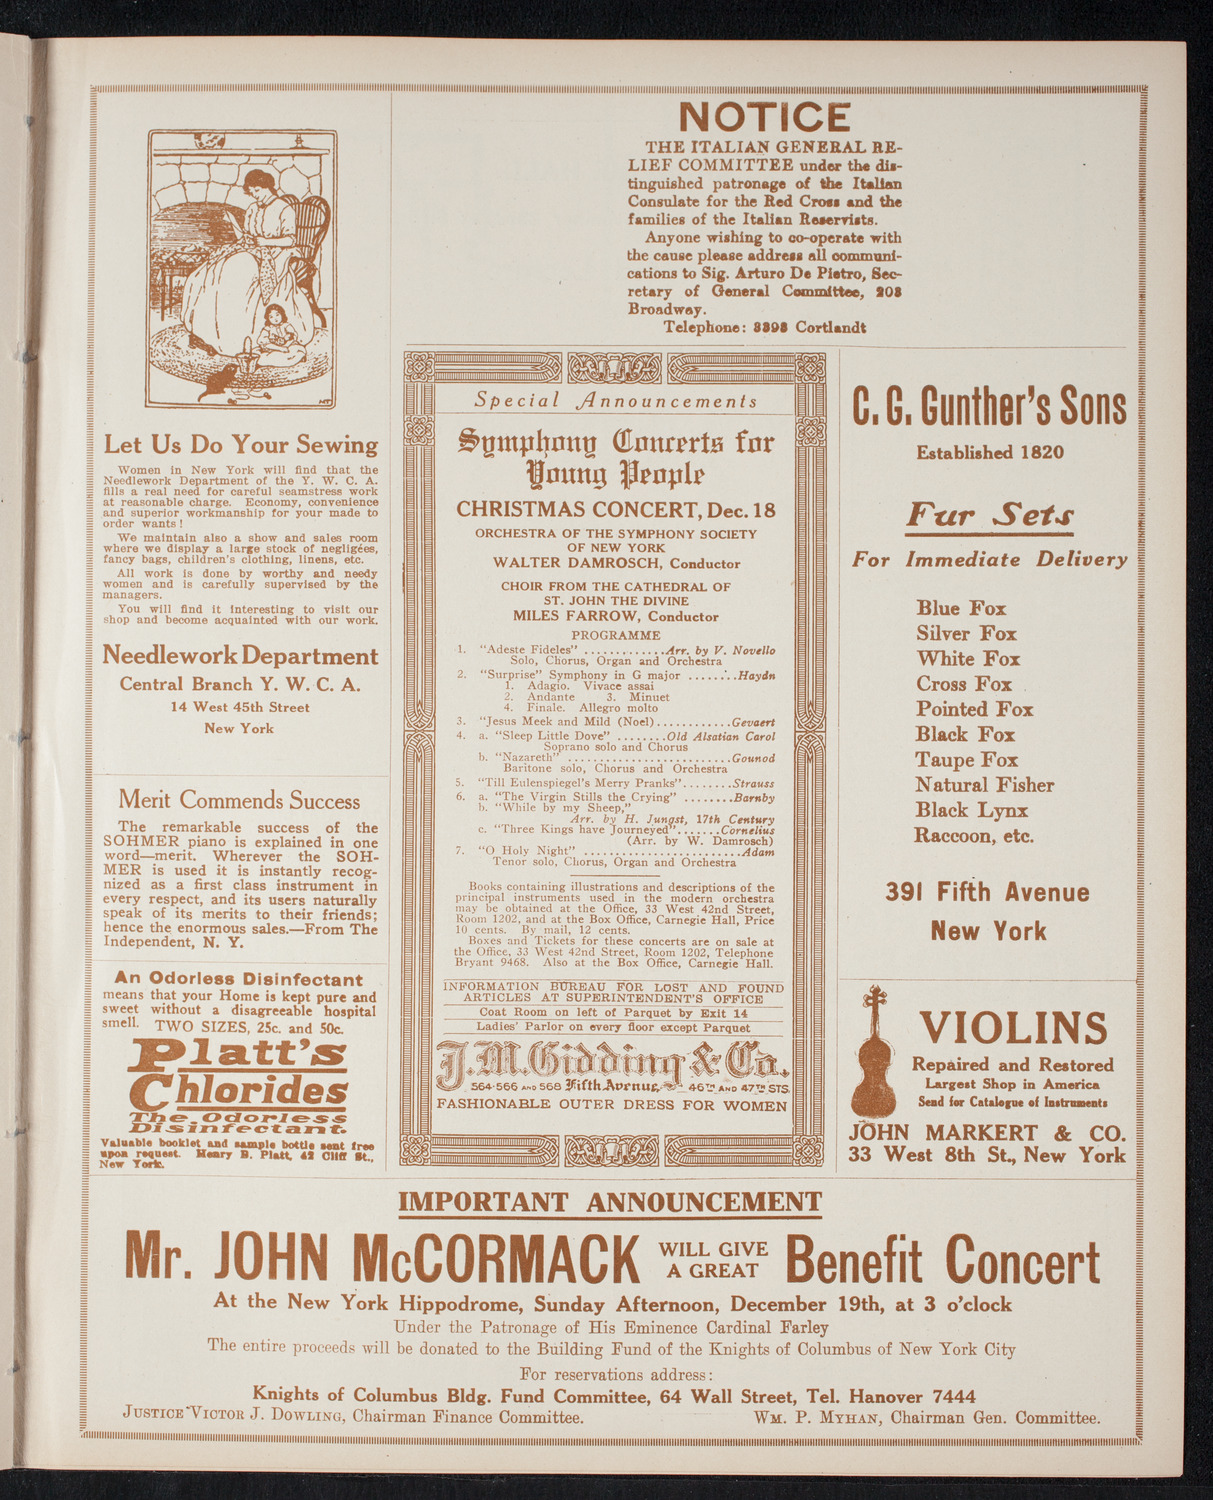 NOTICE
THE ITALIAN GENERAL RE-
LIEF COMMITTEE under the dis-
tinguished patronage of the Italian
Consulate for the Red Cross and the
families of the Italian Reservists.
Anyone wishing to co-operate with
the cause please address all communi-
cations to Sig. Arturo De Pietro, Sec-
retary of General Committee, 203
Broadway.
Telephone: 8398 Cortlandt
MT
Let Us Do Your Sewing
Women in New York will find that the
Needlework Department of the Y. W. C. A.
fills a real need for careful seamstress work
at reasonable charge. Economy, convenience
and superior workmanship for your made to
order wants!
We maintain also a show and sales room
where we display a large stock of negligées,
fancy bags, children's clothing, linens, etc.
All work is done by worthy and needy
women and is carefully supervised by the
managers.
You will find it interesting to visit our
shop and become acquainted with our work.
Needlework Department
Central Branch Y. W. C. A.
14 West 45th Street
New York
Merit Commends Success
The remarkable success of the
SOHMER piano is explained in one
word—merit. Wherever the SOH-
MER is used it is instantly recog-
nized as a first class instrument in
every respect, and its users naturally
speak of its merits to their friends;
hence the enormous sales.—From The
Independent, N. Y.
An Odorless Disinfectant
means that your Home is kept pure and
sweet without a disagreeable hospital
smell. TWO SIZES, 25c. and 50c.
Platt's
Chlorides
The Odorless
Disinfectant.
Valuable booklet and sample bottle sent free
upon request. Henry B. Platt, 42 Cliff St.,
New York.
Special Announcements
Symphony Concerts for
Young People
CHRISTMAS CONCERT, Dec. 18
ORCHESTRA OF THE SYMPHONY SOCIETY
OF NEW YORK
WALTER DAMROSCH, Conductor
CHOIR FROM THE CATHEDRAL OF
ST. JOHN THE DIVINE
MILES FARROW, Conductor
PROGRAMME
1. "Adeste Fideles" .............Arr. by V. Novello
Solo, Chorus, Organ and Orchestra
2. "Surprise" Symphony in G major ........Haydn
1. Adagio. Vivace assai
2. Andante 3. Minuet
4. Finale. Allegro molto
3. "Jesus Meek and Mild (Noel)............Gevaert
4. a. "Sleep Little Dove" ........Old Alsatian Carol
Soprano solo and Chorus
b. "Nazareth" .........................Gounod
Baritone solo, Chorus and Orchestra
5. "Till Eulenspiegel's Merry Pranks"........Strauss
6. a. "The Virgin Stills the Crying" ........Barnby
b. "While by my Sheep,"
Arr. by H. Jungst, 17th Century
c. "Three Kings have Journeyed".......Cornelius
(Arr. by W. Damrosch)
7. "O Holy Night" ........................Adam
Tenor solo, Chorus, Organ and Orchestra
Books containing illustrations and descriptions of the
principal instruments used in the modern orchestra
may be obtained at the Office, 33 West 42nd Street,
Room 1202, and at the Box Office, Carnegie Hall, Price
10 cents. By mail, 12 cents.
Boxes and Tickets for these concerts are on sale at
the Office, 33 West 42nd Street, Room 1202, Telephone
Bryant 9468. Also at the Box Office, Carnegie Hall.
INFORMATION BUREAU FOR LOST AND FOUND
ARTICLES AT SUPERINTENDENT'S OFFICE
Coat Room on left of Parquet by Exit 14
Ladies' Parlor on every floor except Parquet
J.M. Gidding & Co.
564-566 AND 568 Fifth Avenue, 46TH AND 47TH STS.
FASHIONABLE OUTER DRESS FOR WOMEN
C. G. Gunther's Sons
Established 1820
Fur Sets
For Immediate Delivery
Blue Fox
Silver Fox
White Fox
Cross Fox
Pointed Fox
Black Fox
Taupe Fox
Natural Fisher
Black Lynx
Raccoon, etc.
391 Fifth Avenue
New York
VIOLINS
Repaired and Restored
Largest Shop in America
Send for Catalogue of Instruments
JOHN MARKERT & CO.
33 West 8th St., New York
IMPORTANT ANNOUNCEMENT
Mr. JOHN McCORMACK WILL GIVE A GREAT Benefit Concert
At the New York Hippodrome, Sunday Afternoon, December 19th, at 3 o'clock
Under the Patronage of His Eminence Cardinal Farley
The entire proceeds will be donated to the Building Fund of the Knights of Columbus of New York City
For reservations address:
Knights of Columbus Bldg. Fund Committee, 64 Wall Street, Tel. Hanover 7444
JUSTICE VICTOR J. DOWLING, Chairman Finance Committee. WM. P. MYHAN, Chairman Gen. Committee.